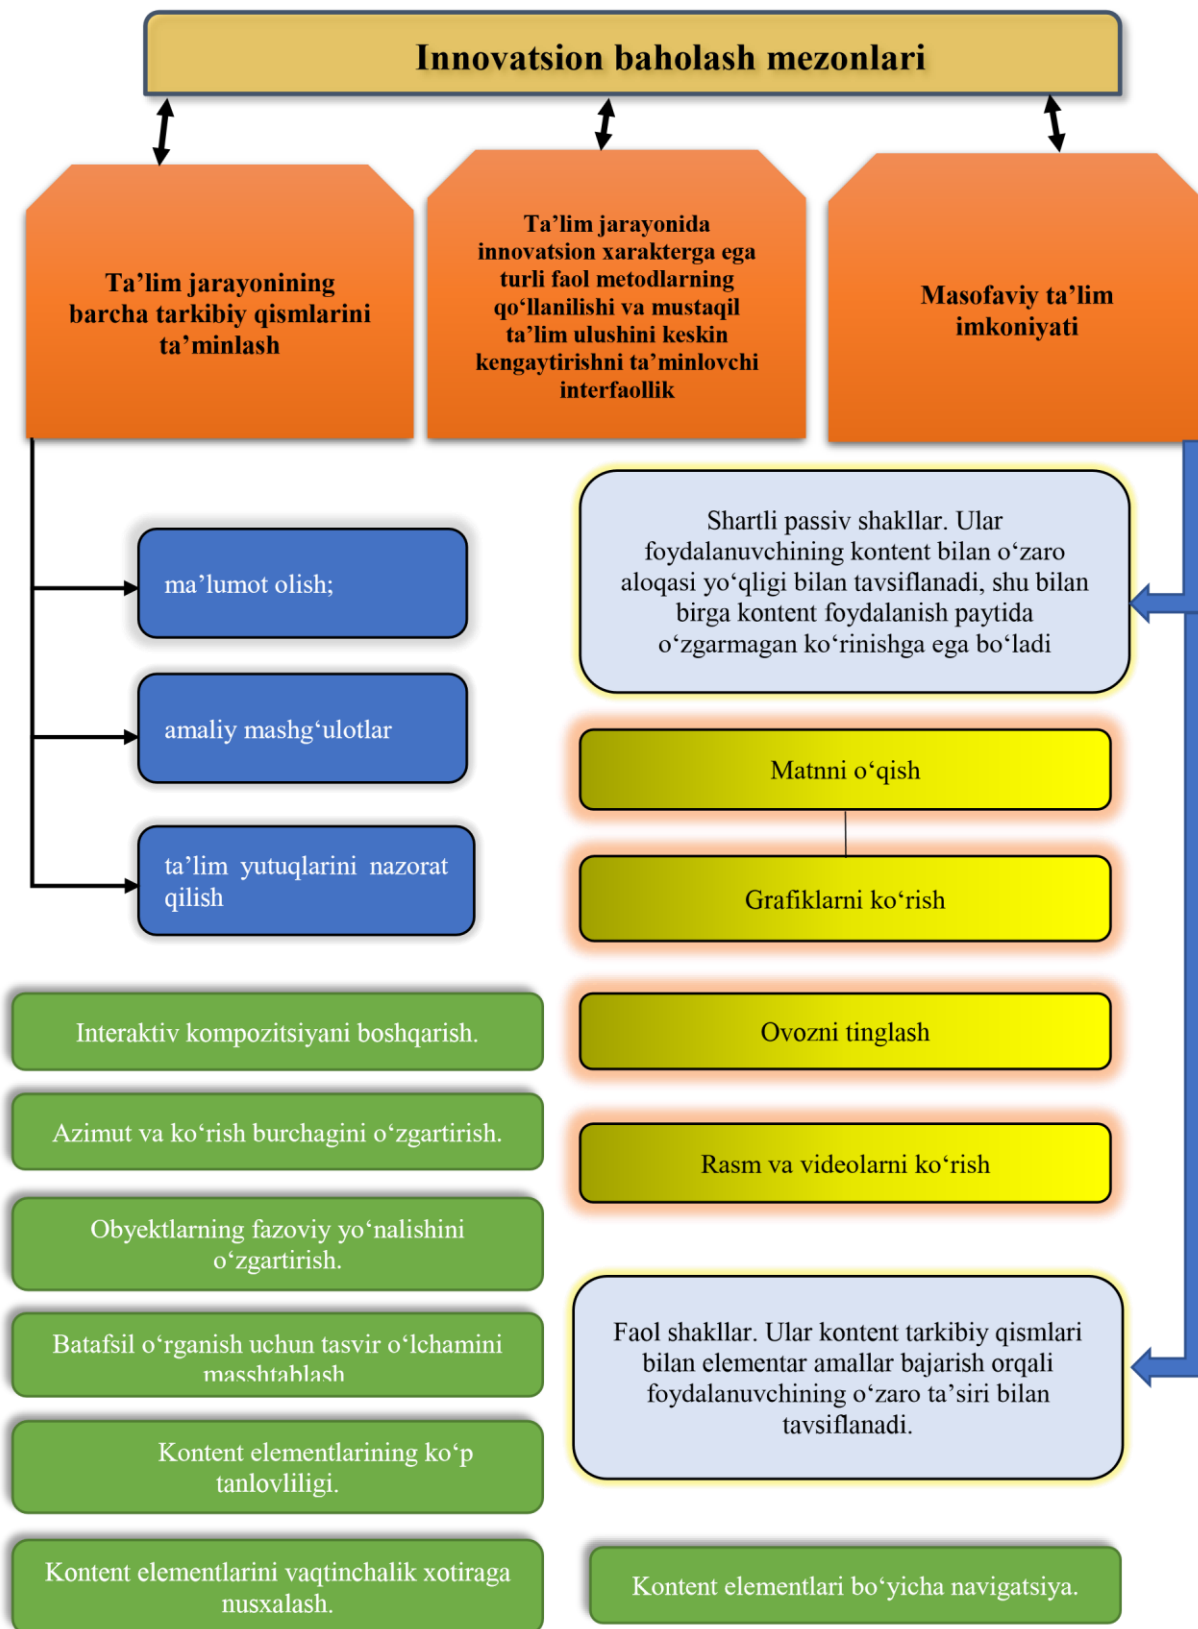 Innovatsion baholash mezonlari
Ta’lim jarayonining
barcha tarkibiy qismlarini
ta’minlash
Ta’lim jarayonida
innovatsion xarakterga ega
turli faol metodlarning
qo‘llanilishi va mustaqil
ta’lim ulushini keskin
kengaytirishni ta’minlovchi
interfaollik
Masofaviy ta’lim
imkoniyati
ma’lumot olish;
amaliy mashg‘ulotlar
ta’lim yutuqlarini nazorat
qilish
Shartli passiv shakllar. Ular
foydalanuvchining kontent bilan o‘zaro
aloqasi yo‘qligi bilan tavsiflanadi, shu bilan
birga kontent foydalanish paytida
o‘zgarmagan ko‘rinishga ega bo‘ladi
Matnni o‘qish
Grafiklarni ko‘rish
Ovozni tinglash
Rasm va videolarni ko‘rish
Faol shakllar. Ular kontent tarkibiy qismlari
bilan elementar amallar bajarish orqali
foydalanuvchining o‘zaro ta’siri bilan
tavsiflanadi.
Interaktiv kompozitsiyani boshqarish.
Azimut va ko‘rish burchagini o‘zgartirish.
Obyektlarning fazoviy yo‘nalishini
o‘zgartirish.
Batafsil o‘rganish uchun tasvir o‘lchamini
masshtablash
Kontent elementlarining ko‘p
tanlovliligi.
Kontent elementlarini vaqtinchalik xotiraga
nusxalash.
Kontent elementlari bo‘yicha navigatsiya.